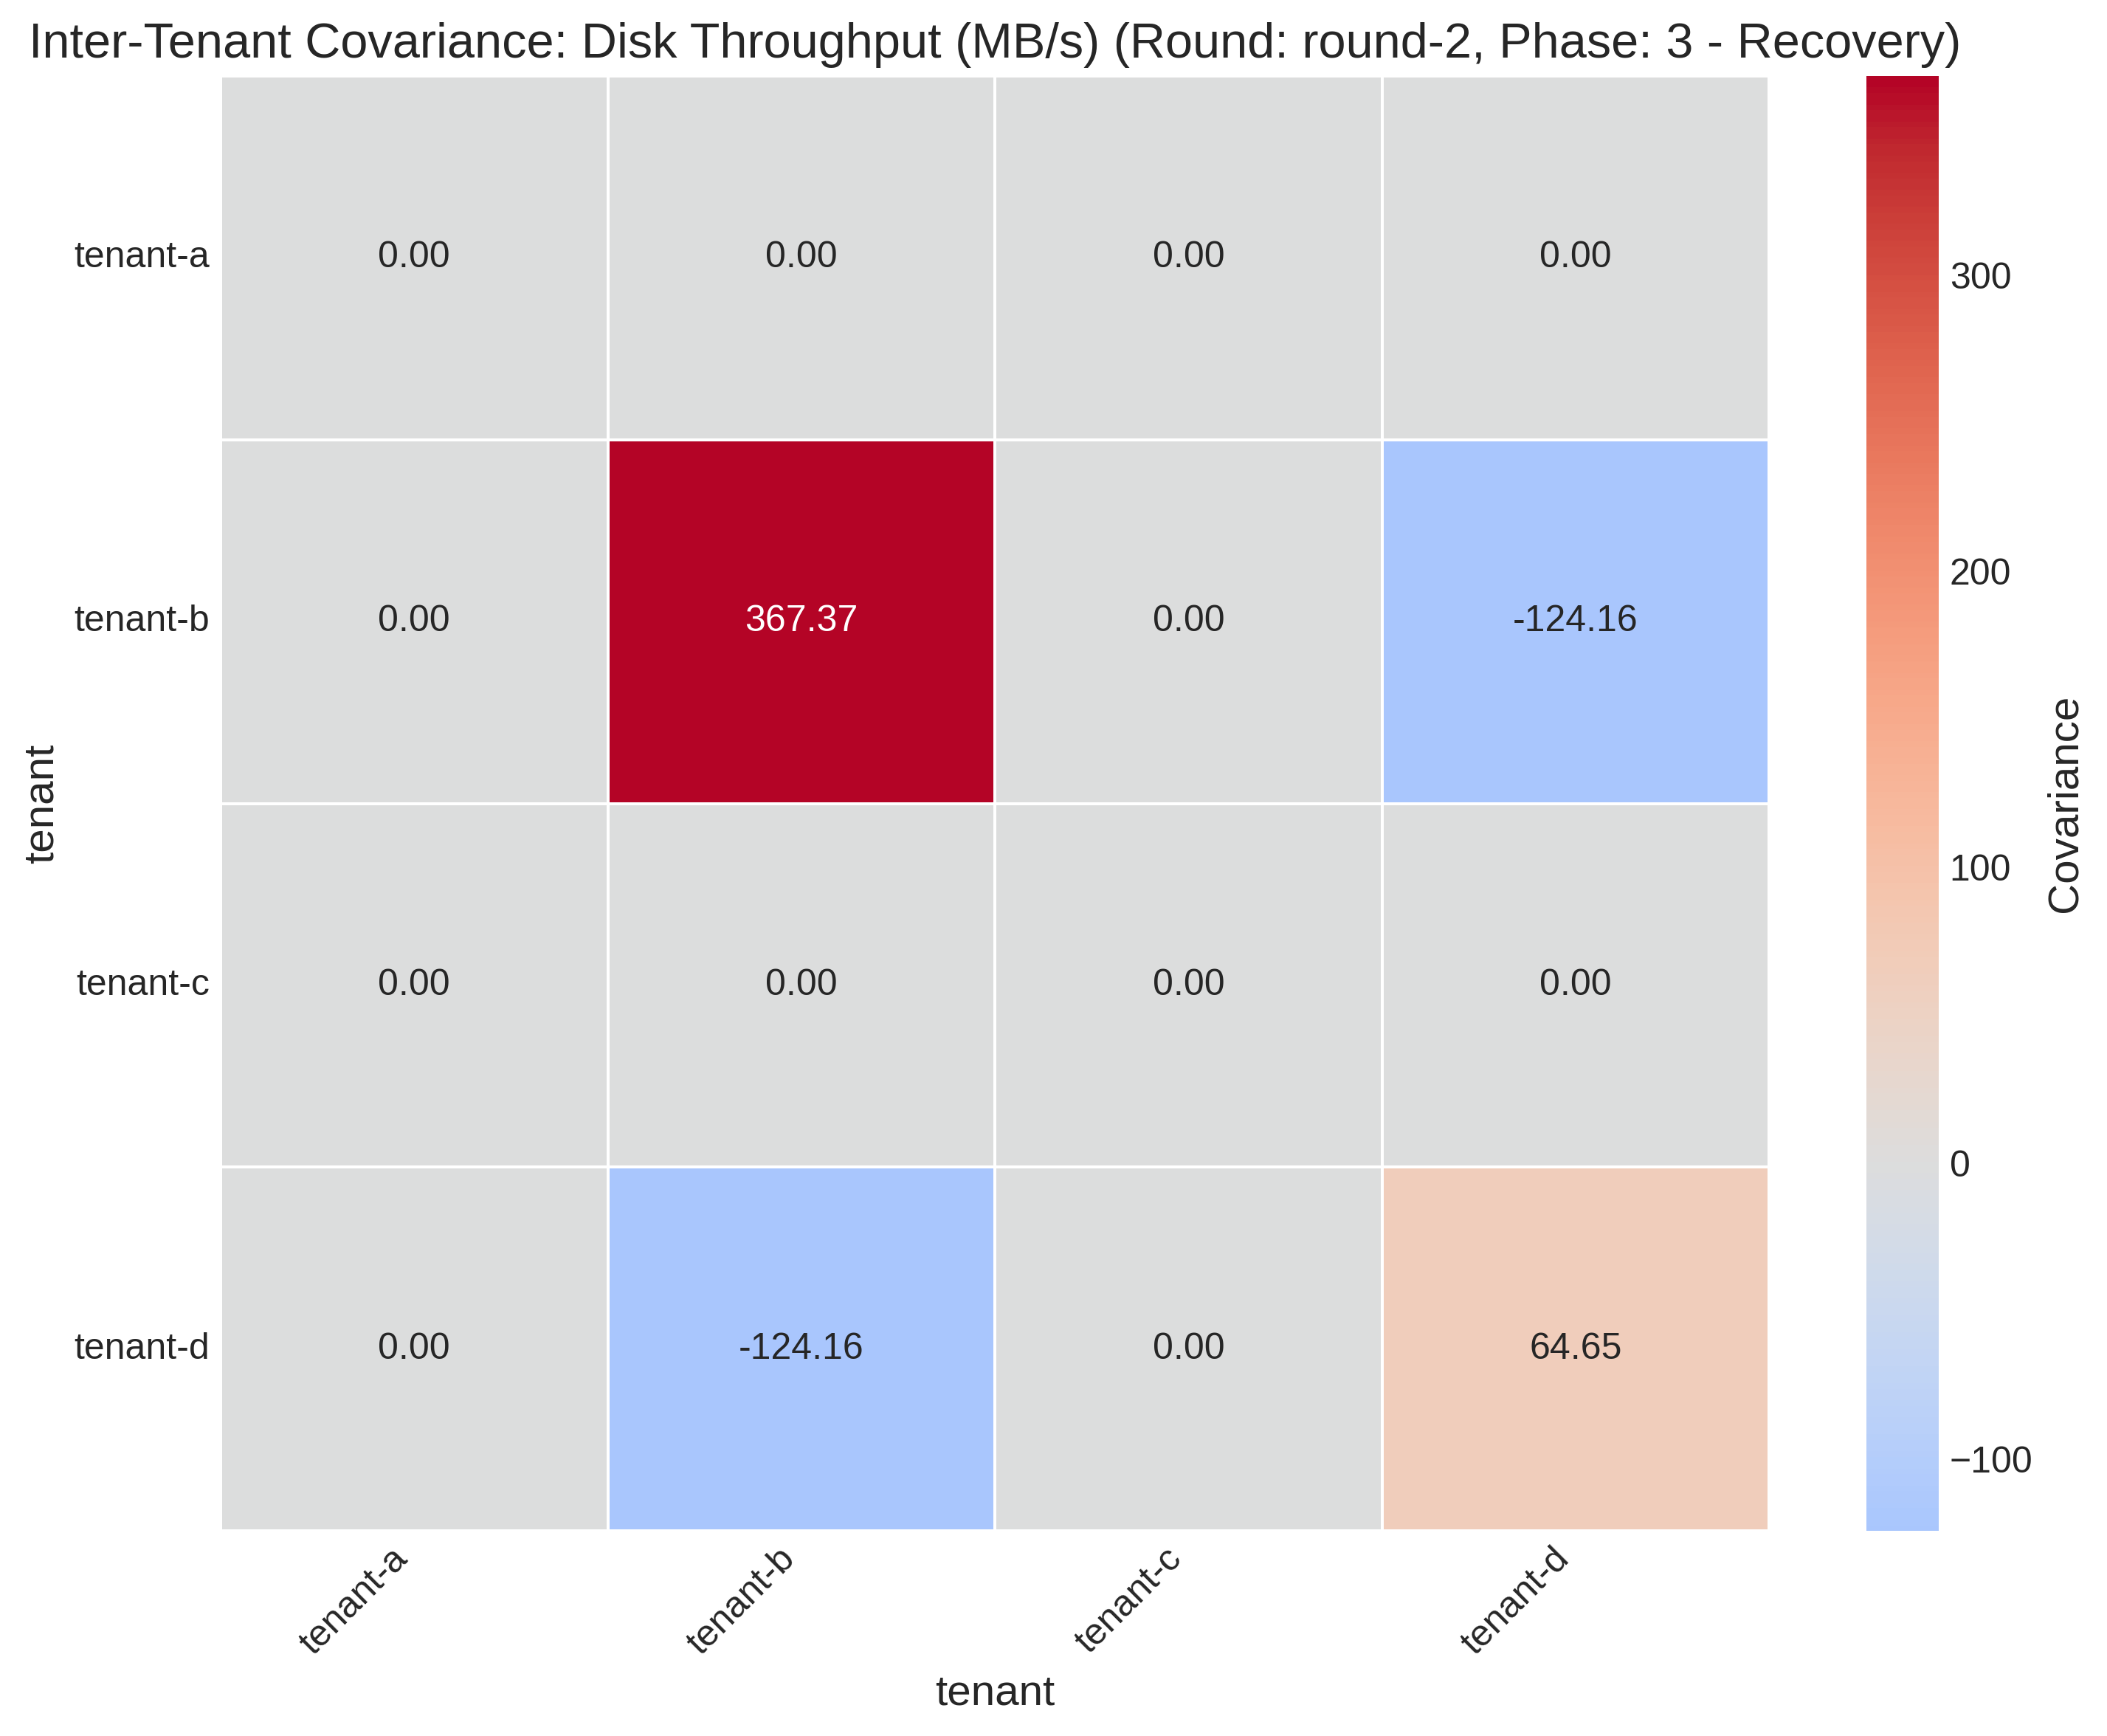 Inter-Tenant Covariance: Disk Throughput (MB/s) (Round: round-2, Phase: 3 - Recovery)
tenant-a 0.00 0.00 0.00 0.00
tenant-b 0.00 367.37 0.00 -124.16
tenant-c 0.00 0.00 0.00 0.00
tenant-d 0.00 -124.16 0.00 64.65
tenant
tenant-a tenant-b tenant-c tenant-d
tenant
300
200
100
0
−100
Covariance